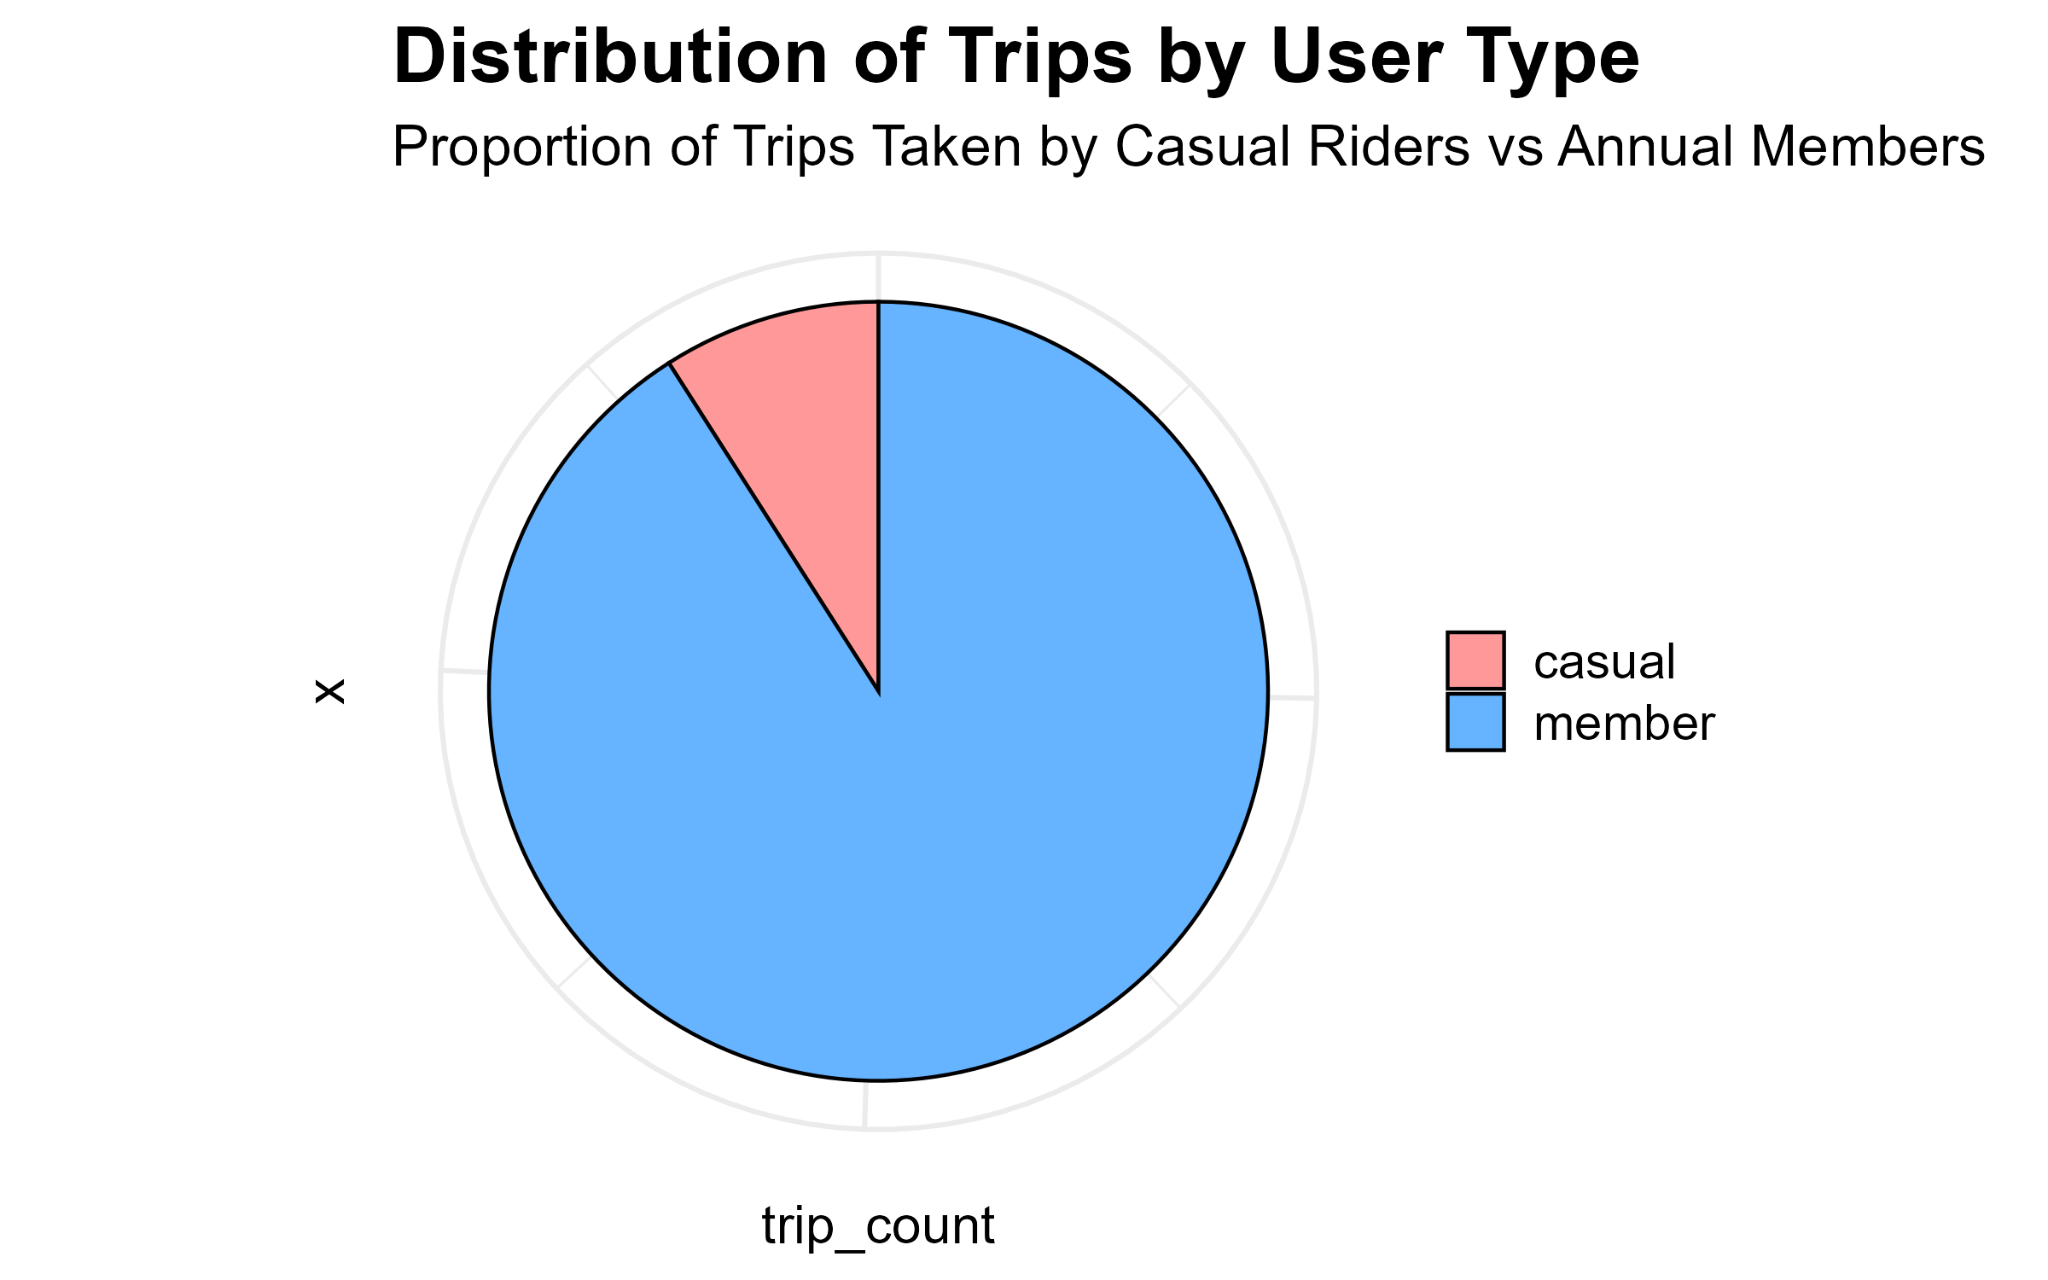 Distribution of Trips by User Type
Proportion of Trips Taken by Casual Riders vs Annual Members
x
casual
member
trip_count